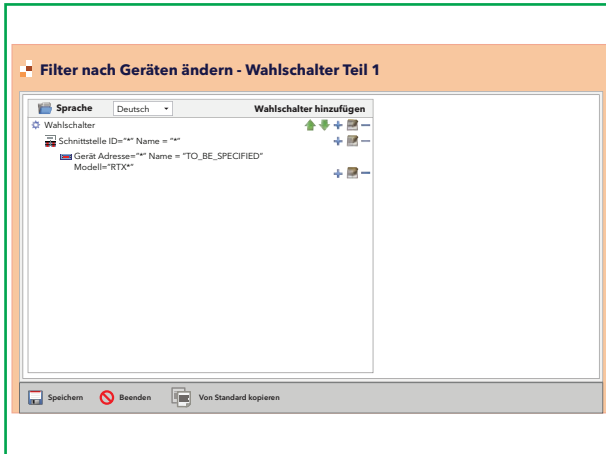 Filter nach Geräten ändern - Wahlschalter Teil 1
Sprache Deutsch Wahlschalter hinzufügen
Wahlschalter
Schnittstelle ID="*" Name = "*"
Gerät Adresse="*" Name = "TO_BE_SPECIFIED"
Modell="RTX*"
Speichern Beenden Von Standard kopieren